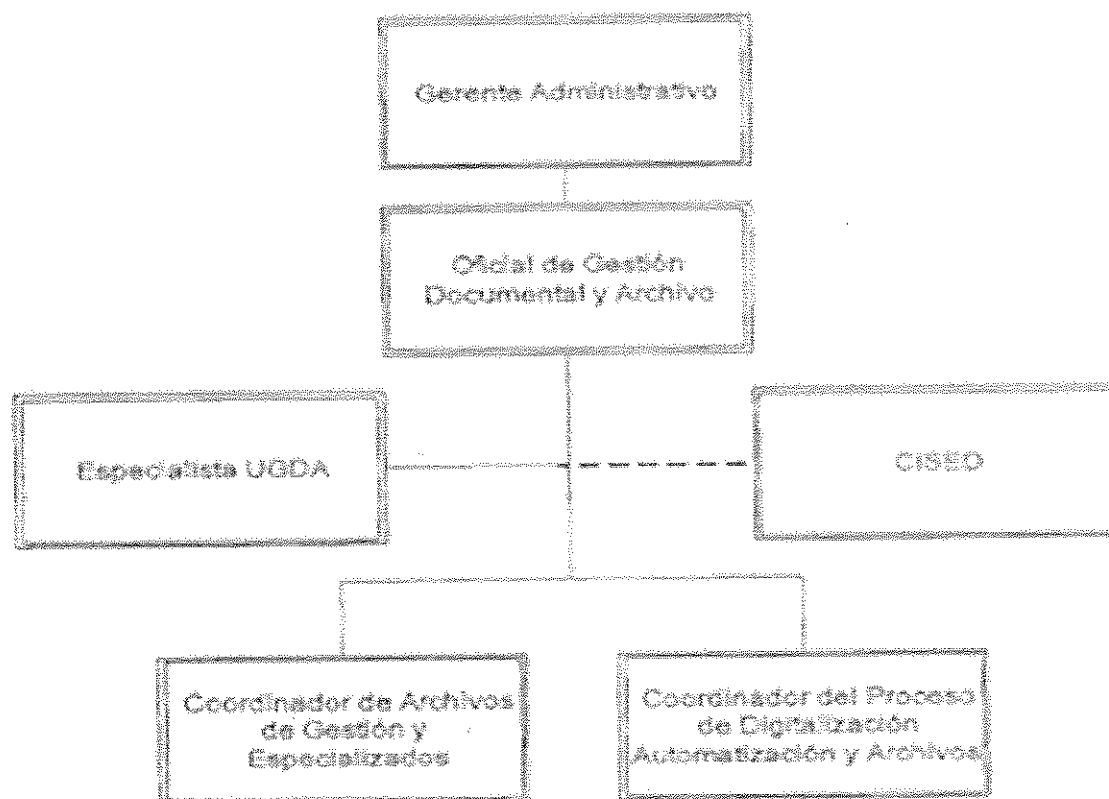 Gerente Administrativo
Oficial de Gestión
Documental y Archivo
Especialista UGDA
CISED
Coordinador de Archivos
de Gestión y
Especializados
Coordinador del Proceso
de Digitalización
Automatización y Archivos